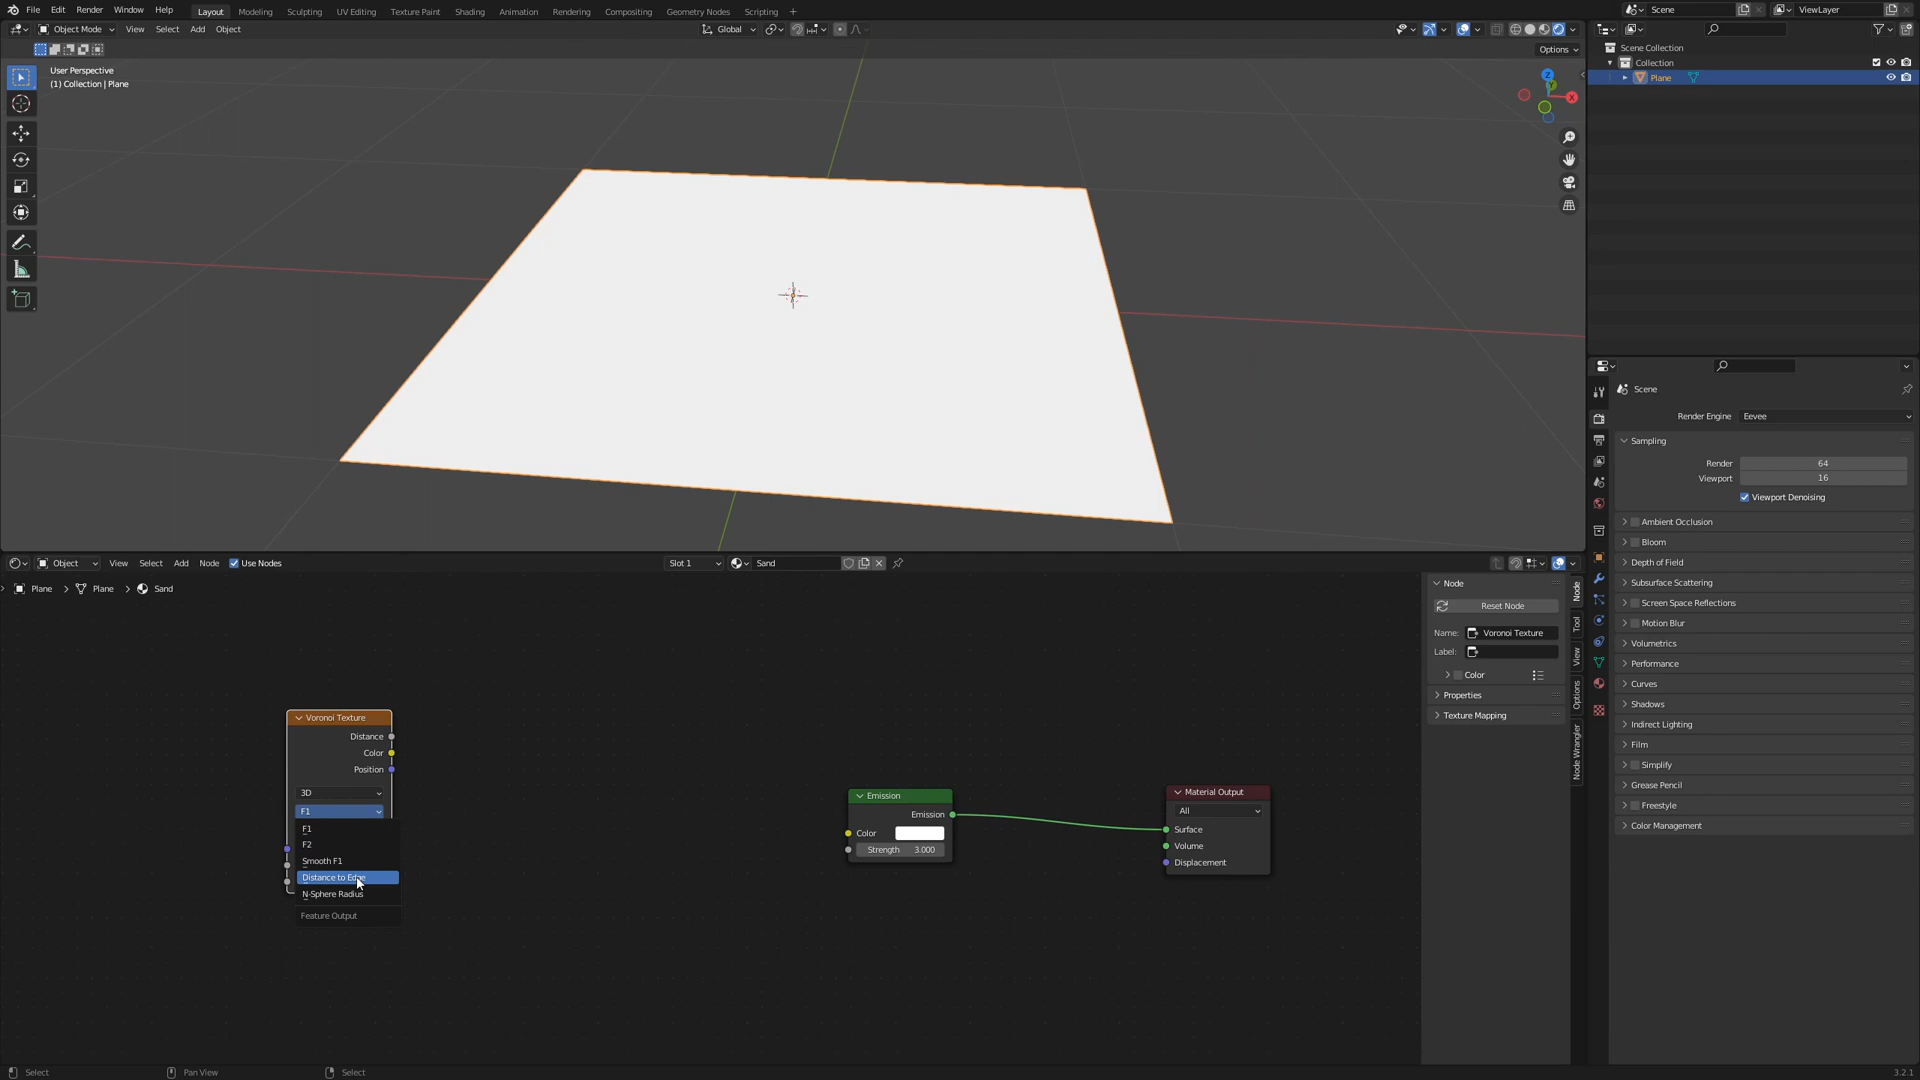 File Edit Render Window Help Layout Modeling Sculpting UV Editing Texture Paint Shading Animation Rendering Compositing Geometry Nodes Scripting + Scene ViewLayer
Object Mode View Select Add Object Global
Options
User Perspective
(1) Collection | Plane
Z
Y
X
Scene Collection
Collection
Plane
Scene
Render Engine Eevee
Sampling
Render 64
Viewport 16
Viewport Denoising
Ambient Occlusion
Bloom
Depth of Field
Subsurface Scattering
Screen Space Reflections
Motion Blur
Volumetrics
Performance
Curves
Shadows
Indirect Lighting
Film
Simplify
Grease Pencil
Freestyle
Color Management
Object View Select Add Node Use Nodes Slot 1 Sand
Plane > Plane > Sand
Voronoi Texture
Distance
Color
Position
3D
F1
F1
F2
Smooth F1
Distance to Edge
N-Sphere Radius
Feature Output
Emission
Emission
Color
Strength 3.000
Material Output
All
Surface
Volume
Displacement
Node
Reset Node
Name: Voronoi Texture
Label:
Color
Properties
Texture Mapping
Node
Tool
View
Options
Node Wrangler
Select Pan View Select 3.2.1